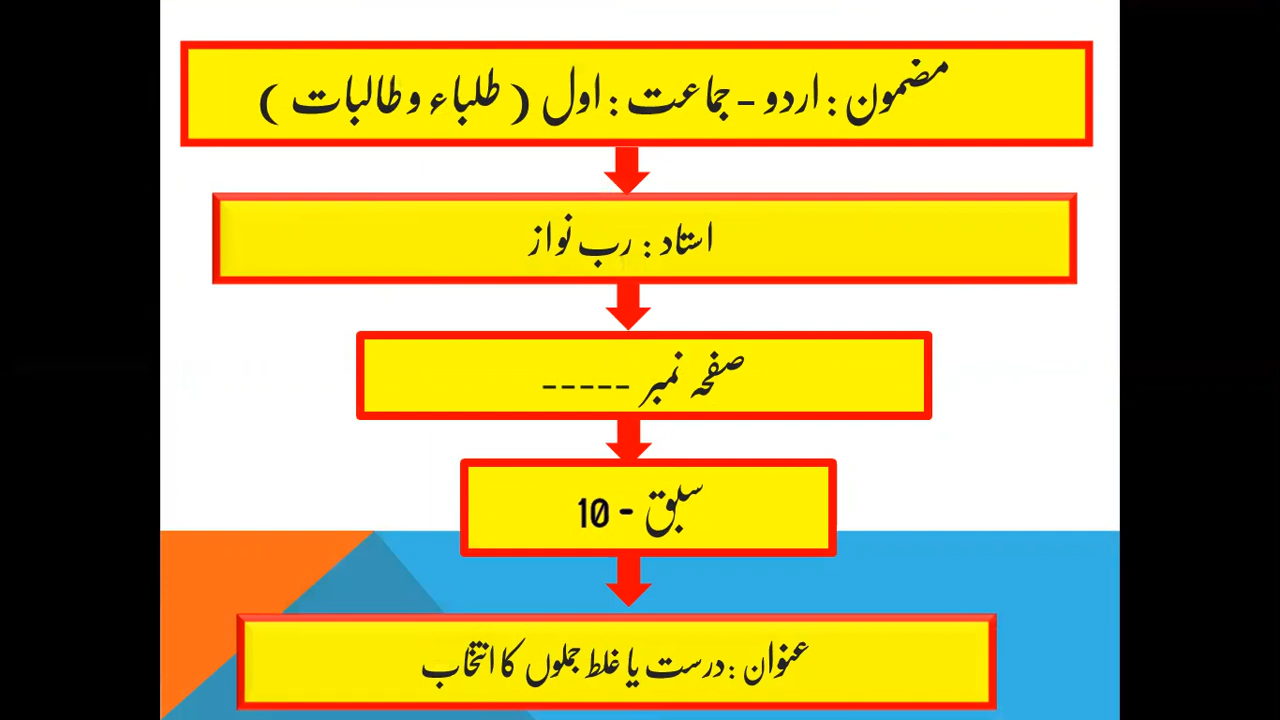 مضمون : اردو - جماعت : اول ( طلباء و طالبات )
استاد : رب نواز
صفحہ نمبر -----
سبق - 10
عنوان : درست یا غلط جملوں کا انتخاب